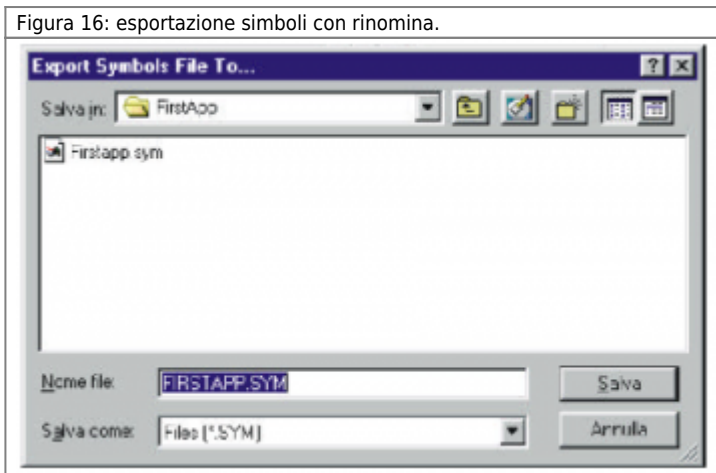 Figura 16: esportazione simboli con rinomina.
Export Symbols File To...
Salva in: FirstApp
Firstapp.sym
Nome file: FIRSTAPP.SYM Salva
Salva come: Files (*.SYM) Annulla